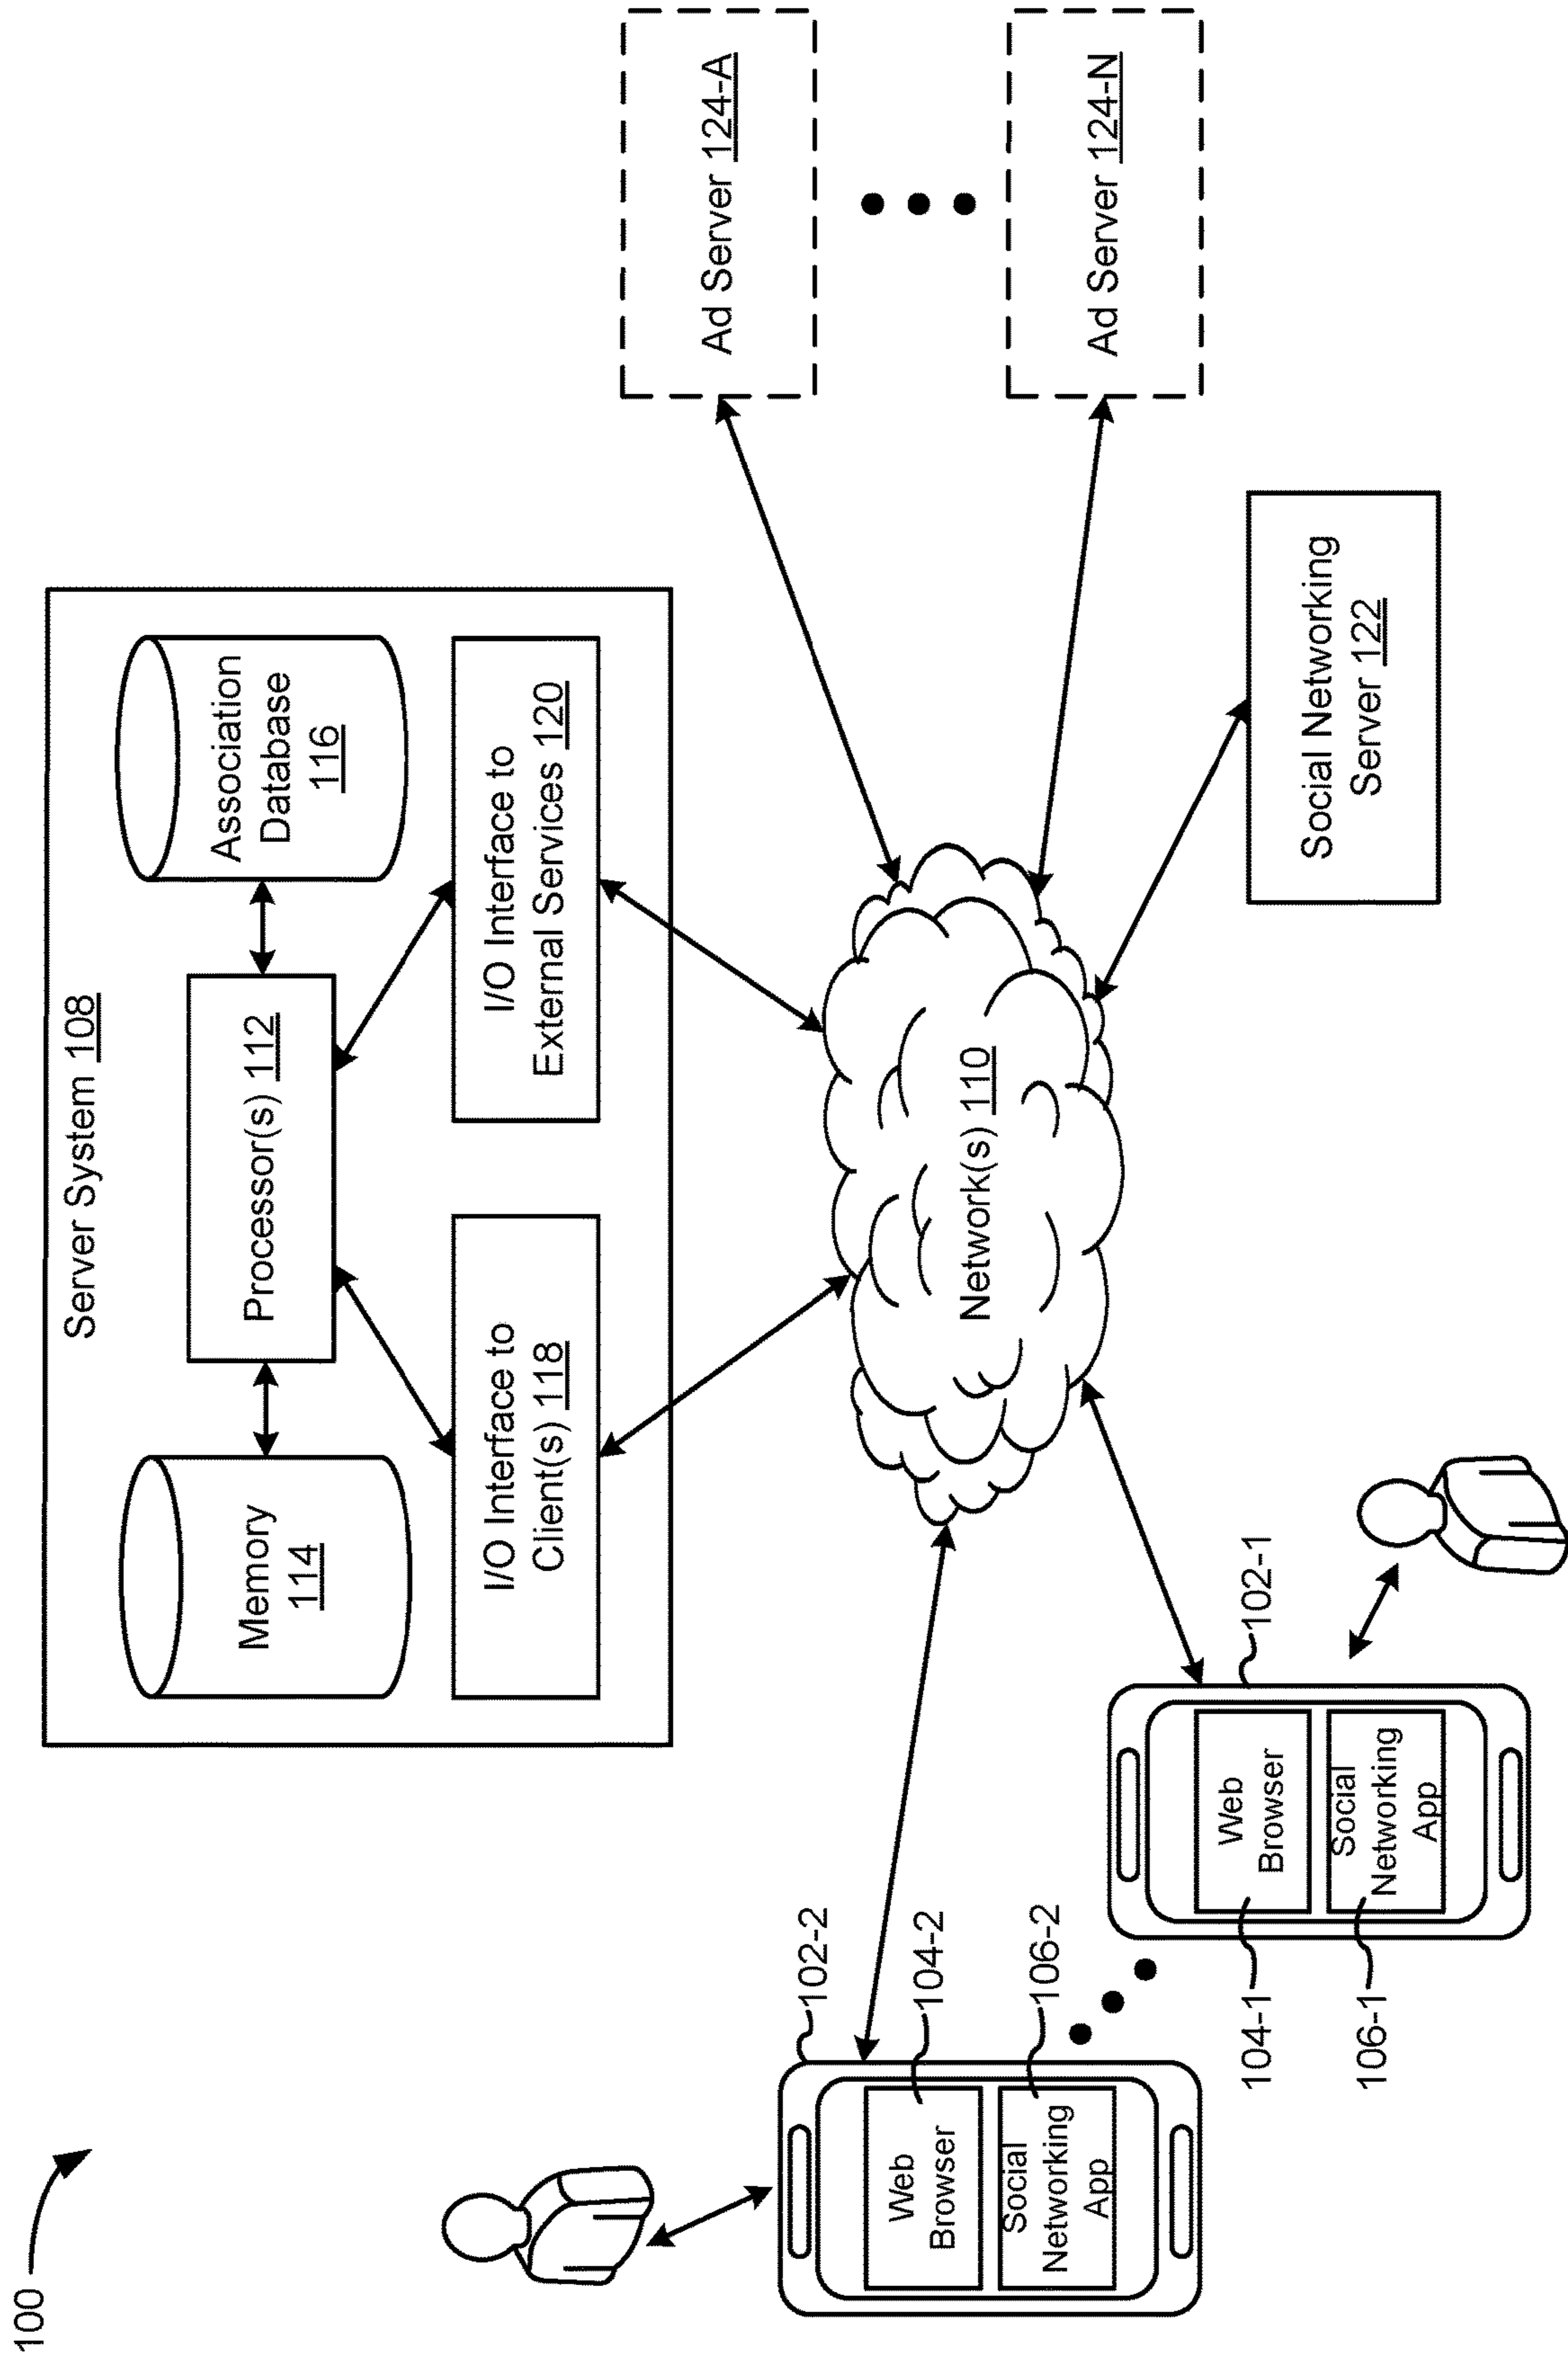 100
Server System 108
Memory
114
Processor(s) 112
Association
Database
116
I/O Interface to
Client(s) 118
I/O Interface to
External Services 120
Network(s) 110
Ad Server 124-A
Ad Server 124-N
Social Networking
Server 122
102-2
104-2
106-2
Web
Browser
Social
Networking
App
102-1
104-1
106-1
Web
Browser
Social
Networking
App